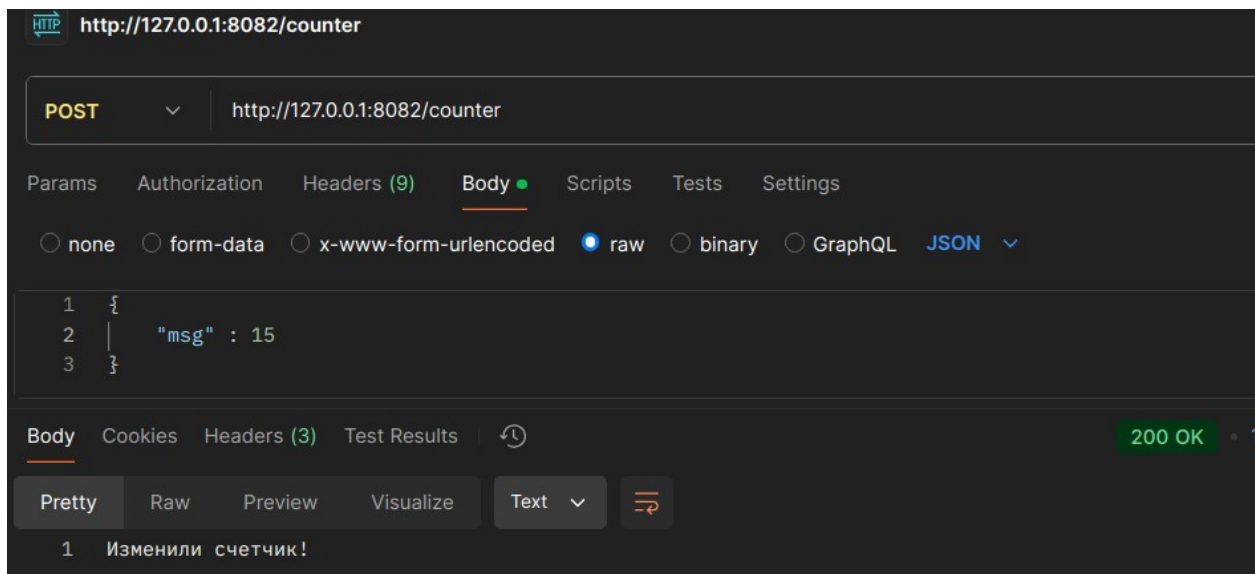 HTTP http://127.0.0.1:8082/counter
POST http://127.0.0.1:8082/counter
Params Authorization Headers (9) Body Scripts Tests Settings
none form-data x-www-form-urlencoded raw binary GraphQL JSON
1 {
2 "msg" : 15
3 }
Body Cookies Headers (3) Test Results 200 OK
Pretty Raw Preview Visualize Text
1 Изменили счетчик!